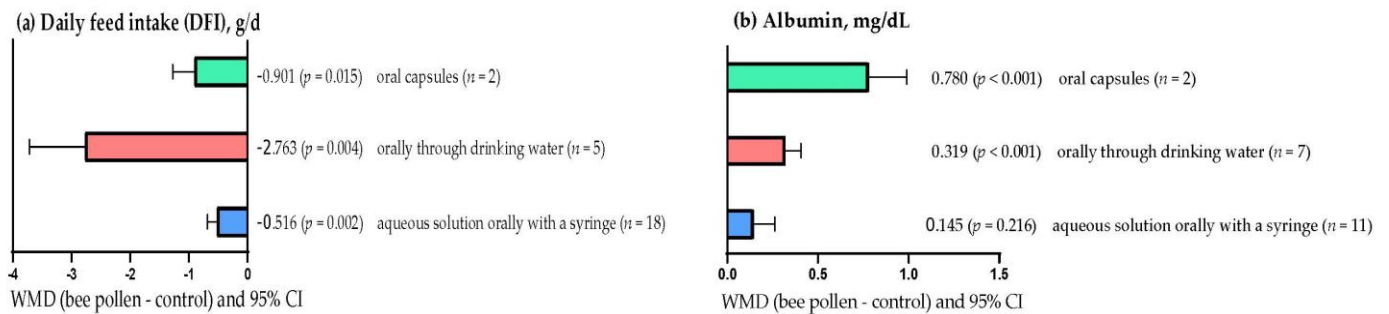 (a) Daily feed intake (DFI), g/d
-0.901 (p = 0.015) oral capsules (n = 2)
-2.763 (p = 0.004) orally through drinking water (n = 5)
-0.516 (p = 0.002) aqueous solution orally with a syringe (n = 18)
-4 -3 -2 -1 0
WMD (bee pollen - control) and 95% CI
(b) Albumin, mg/dL
0.780 (p < 0.001) oral capsules (n = 2)
0.319 (p < 0.001) orally through drinking water (n = 7)
0.145 (p = 0.216) aqueous solution orally with a syringe (n = 11)
0.0 0.5 1.0 1.5
WMD (bee pollen - control) and 95% CI